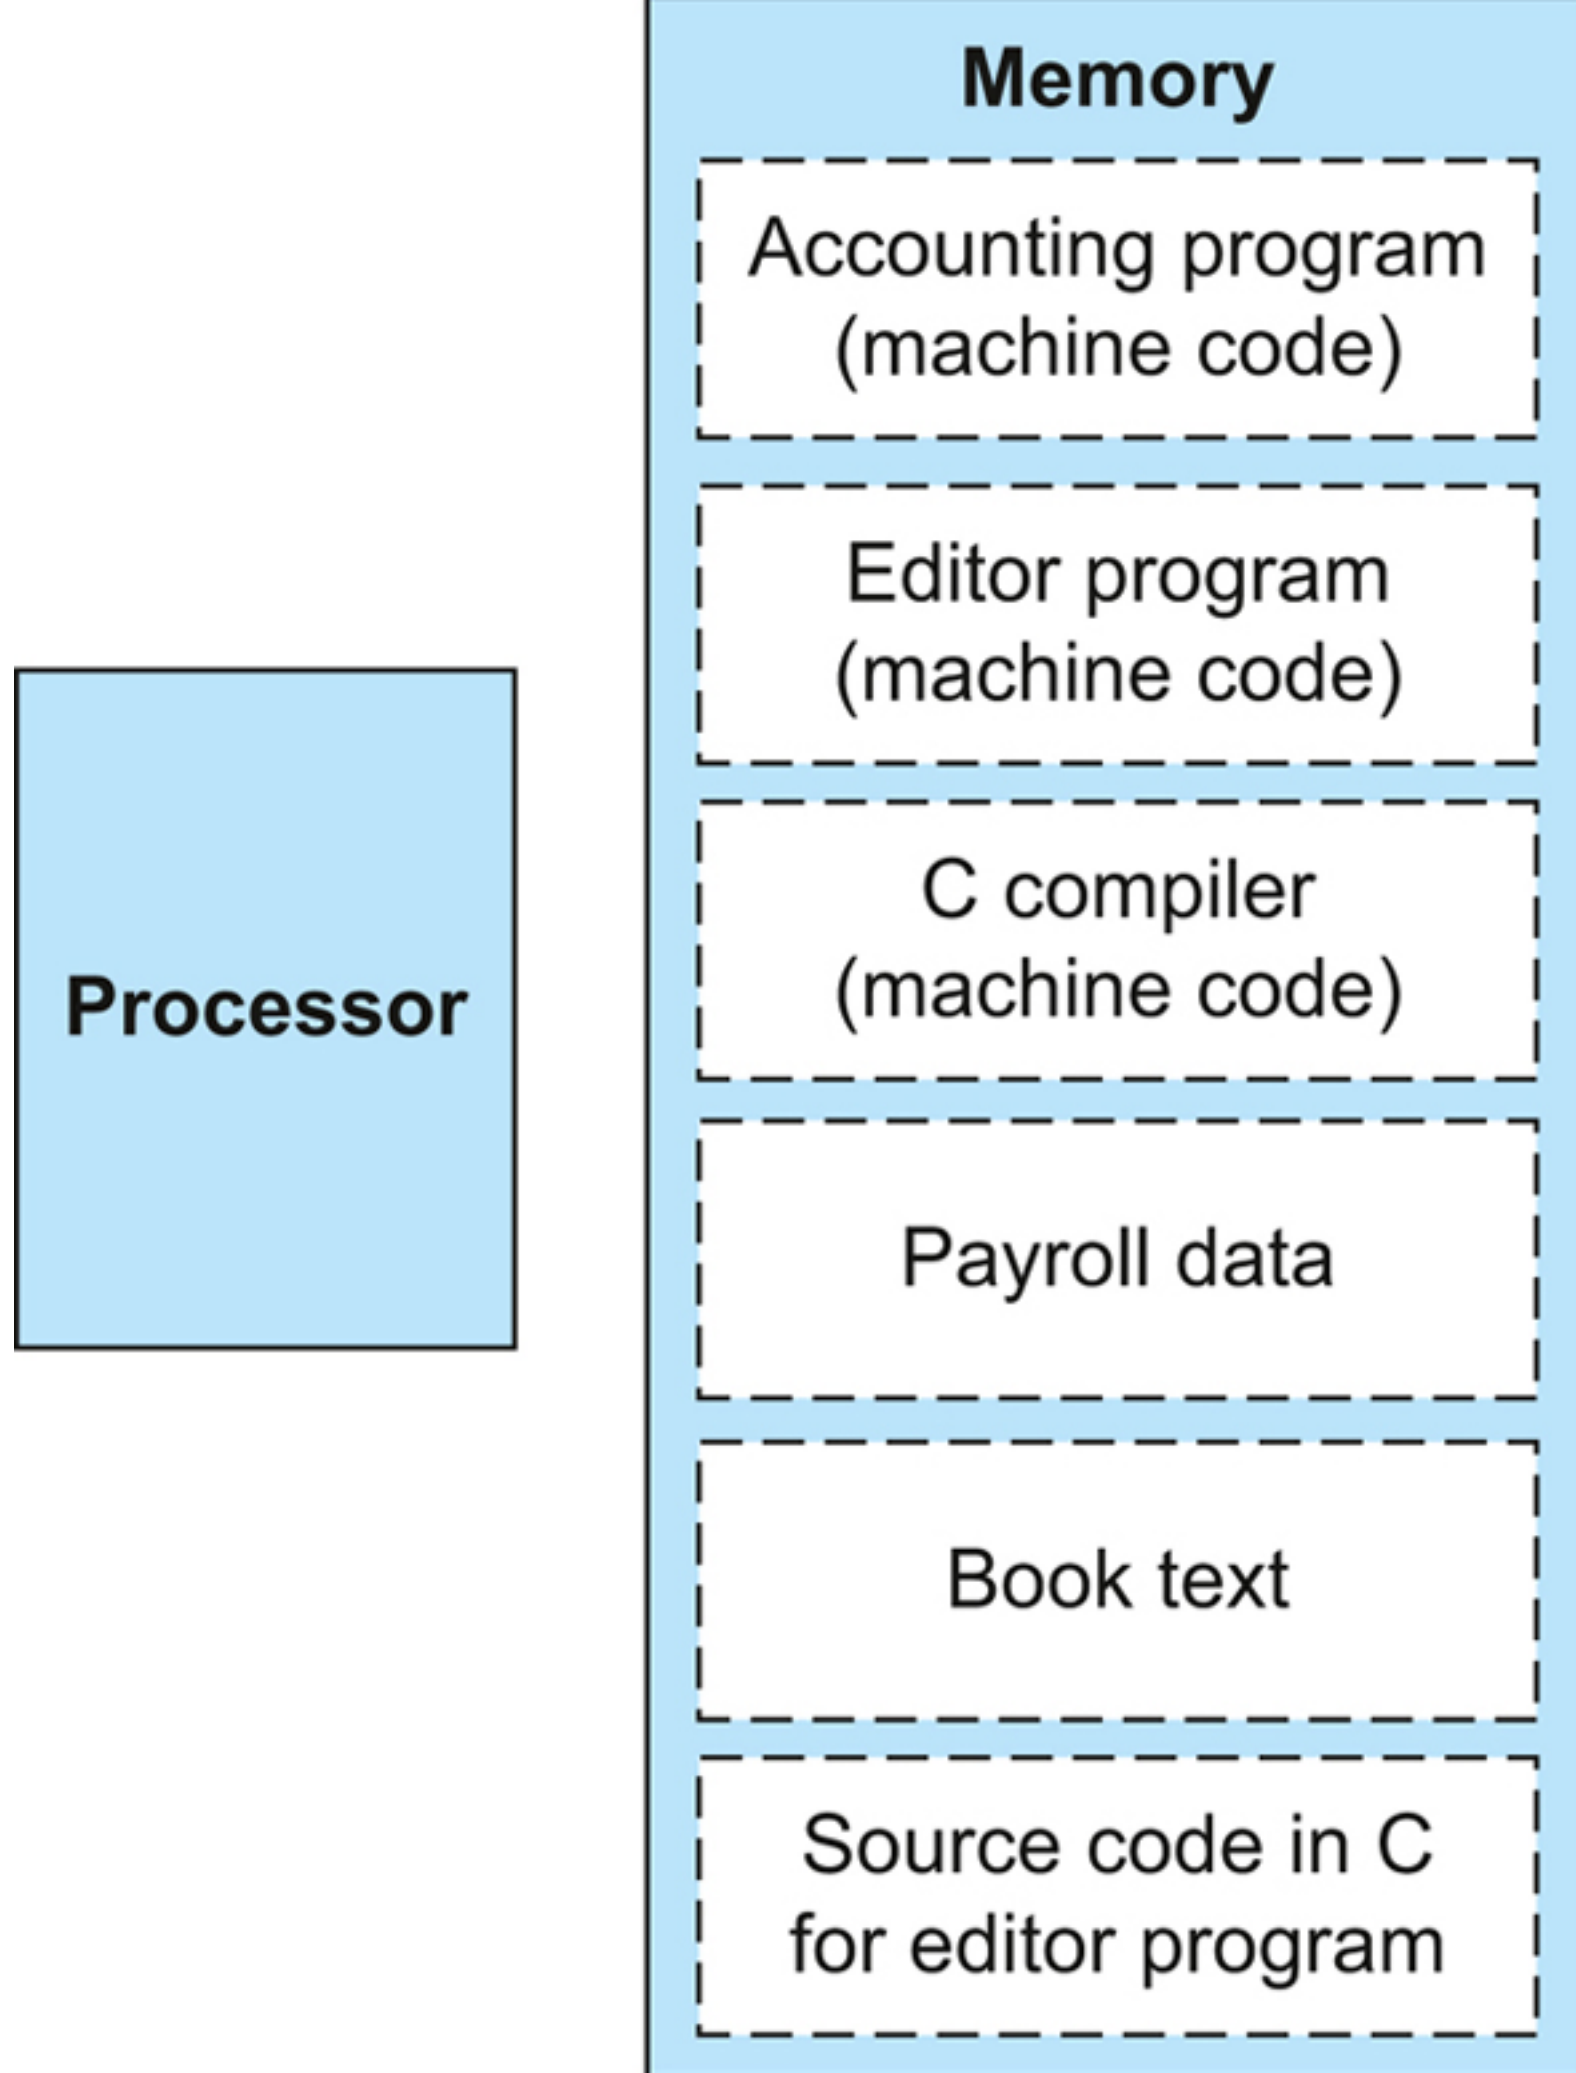 Memory
Accounting program
(machine code)
Editor program
(machine code)
C compiler
(machine code)
Processor
Payroll data
Book text
Source code in C
for editor program